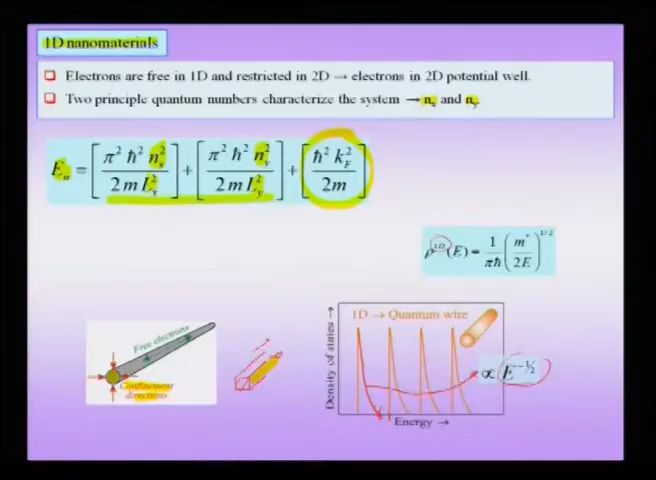 1D nanomaterials
Electrons are free in 1D and restricted in 2D → electrons in 2D potential well.
Two principle quantum numbers characterize the system → nx and ny
En = [π² ħ² nx² / 2 m Lx²] + [π² ħ² ny² / 2 m Ly²] + [ħ² kF² / 2m]
ρ^1D (E) = 1/πħ (m*/2E)^1/2
1D → Quantum wire
Free electrons
Confinement
directions
Density of states →
∝ E^-½
Energy →